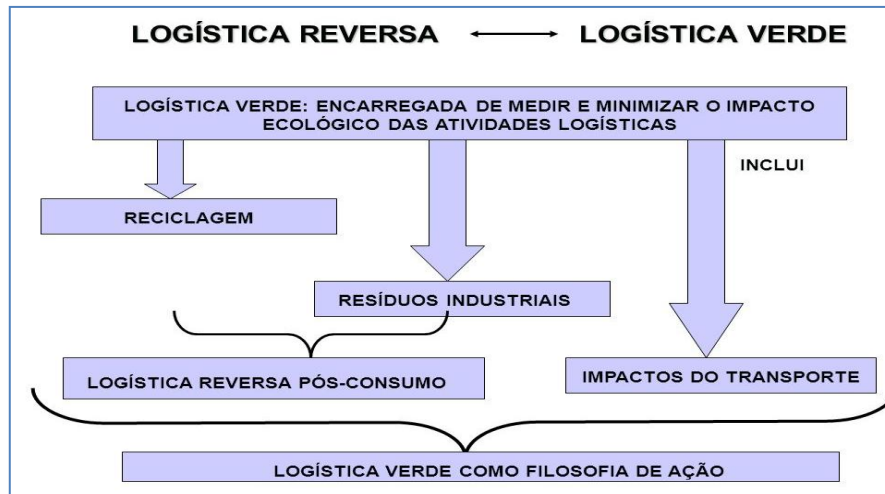 LOGÍSTICA REVERSA LOGÍSTICA VERDE
LOGÍSTICA VERDE: ENCARREGADA DE MEDIR E MINIMIZAR O IMPACTO
ECOLÓGICO DAS ATIVIDADES LOGÍSTICAS
INCLUI
RECICLAGEM
RESÍDUOS INDUSTRIAIS
LOGÍSTICA REVERSA PÓS-CONSUMO
IMPACTOS DO TRANSPORTE
LOGÍSTICA VERDE COMO FILOSOFIA DE AÇÃO